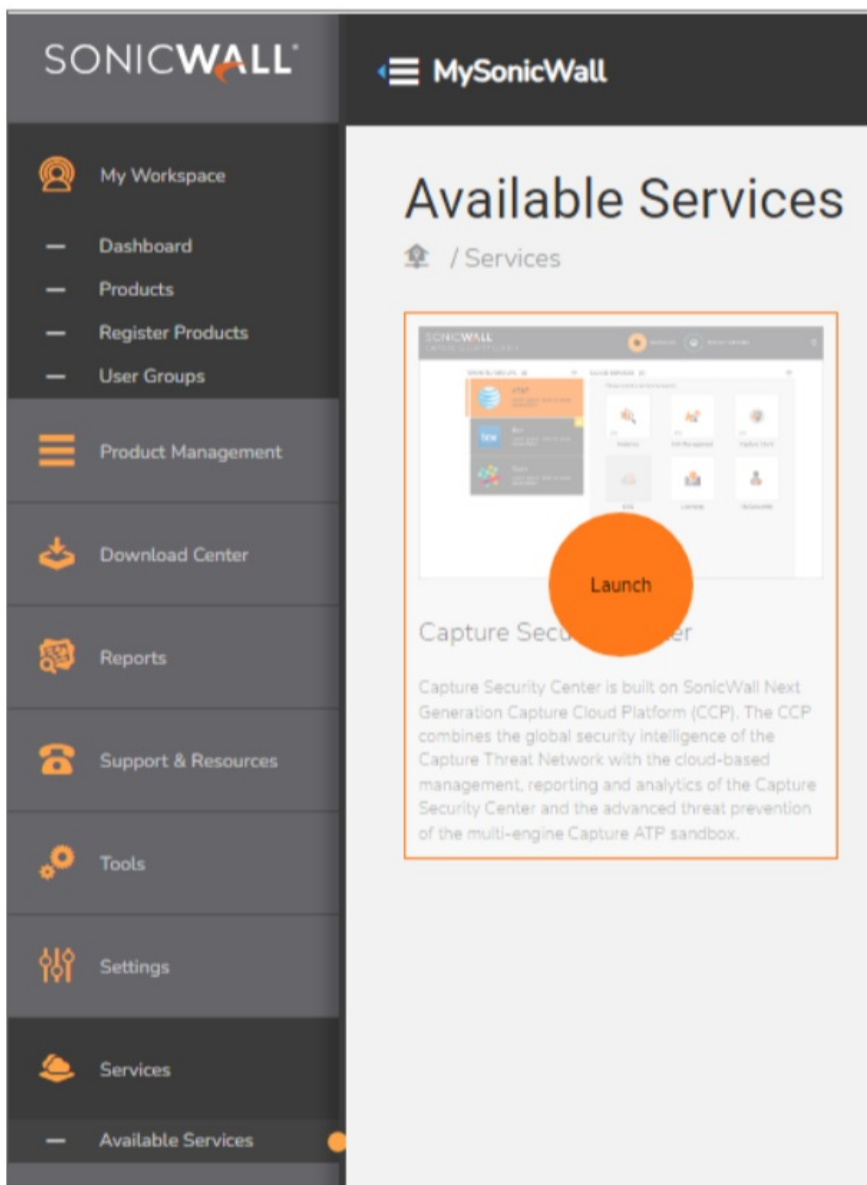 SONICWALL
MySonicWall
My Workspace
Dashboard
Products
Register Products
User Groups
Product Management
Download Center
Reports
Support & Resources
Tools
Settings
Services
Available Services
Available Services
/ Services
SONICWALL
Launch
Capture
Capture Security Center is built on SonicWall Next
Generation Capture Cloud Platform (CCP). The CCP
combines the global security intelligence of the
Capture Threat Network with the cloud-based
management, reporting and analytics of the Capture
Security Center and the advanced threat prevention
of the multi-engine Capture ATP sandbox.